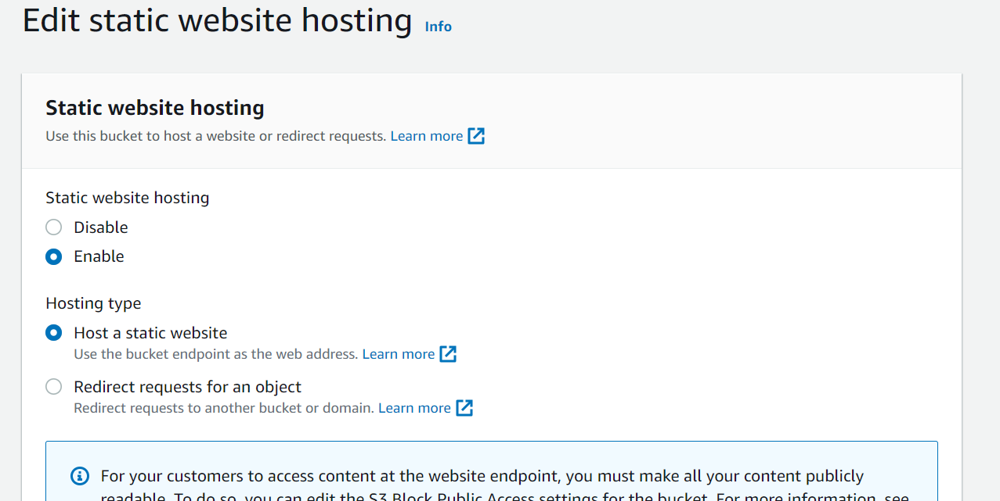 Edit static website hosting Info
Static website hosting
Use this bucket to host a website or redirect requests. Learn more
Static website hosting
Disable
Enable
Hosting type
Host a static website
Use the bucket endpoint as the web address. Learn more
Redirect requests for an object
Redirect requests to another bucket or domain. Learn more
For your customers to access content at the website endpoint, you must make all your content publicly
readable. To do so, you can edit the S3 Block Public Access settings for the bucket. For more information, see